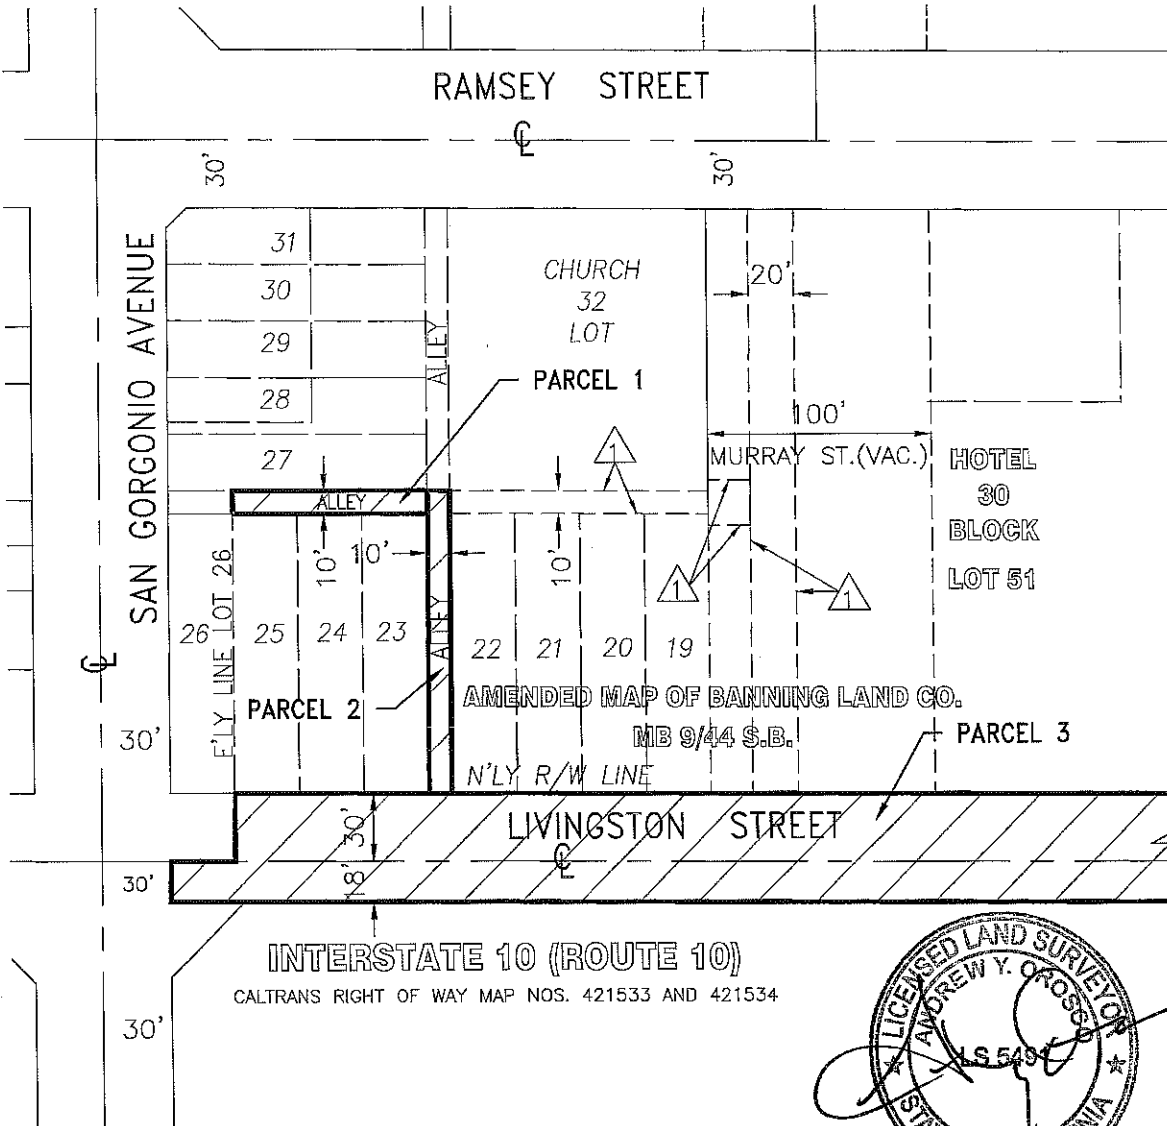 RAMSEY STREET
℄
30'
30'
SAN GORGONIO AVENUE
31
30
29
28
27
ALLEY
CHURCH
32
LOT
20'
PARCEL 1
100'
MURRAY ST.(VAC.)
HOTEL
30
BLOCK
LOT 51
1
1
1
ALLEY
10'
10'
10'
E'LY LINE LOT 26
26
25
24
23
ALLEY
22
21
20
19
℄
PARCEL 2
AMENDED MAP OF BANNING LAND CO.
MB 9/44 S.B.
PARCEL 3
30'
N'LY R/W LINE
LIVINGSTON STREET
℄
30'
18'
30'
INTERSTATE 10 (ROUTE 10)
CALTRANS RIGHT OF WAY MAP NOS. 421533 AND 421534
30'
LICENSED LAND SURVEYOR
ANDREW Y. OROSCO
LS 5491